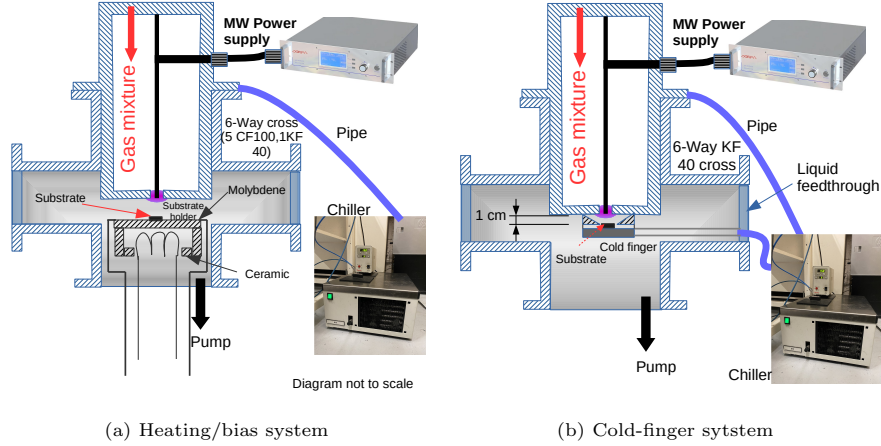 MW Power
supply
Gas mixture
6-Way cross
(5 CF100,1KF
40)
Pipe
Substrate
Substrate
holder
Molybdene
Chiller
Ceramic
Pump
Diagram not to scale
(a) Heating/bias system
MW Power
supply
Gas mixture
Pipe
6-Way KF
40 cross
Liquid
feedthrough
1 cm
Cold finger
Substrate
Pump
Chiller
(b) Cold-finger sytstem